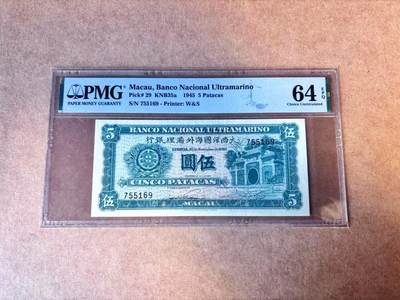 PMG
PAPER MONEY GUARANTY
Macau, Banco Nacional Ultramarino
Pick# 29 KNB35a 1945 5 Patacas
S/N 755169 - Printer: W&S
64 EPQ
Choice Uncirculated
伍 BANCO NACIONAL ULTRAMARINO 5
行銀理滙外海國洋西大
755169
圓伍
CINCO PATACAS
755169
5 伍
MACAU